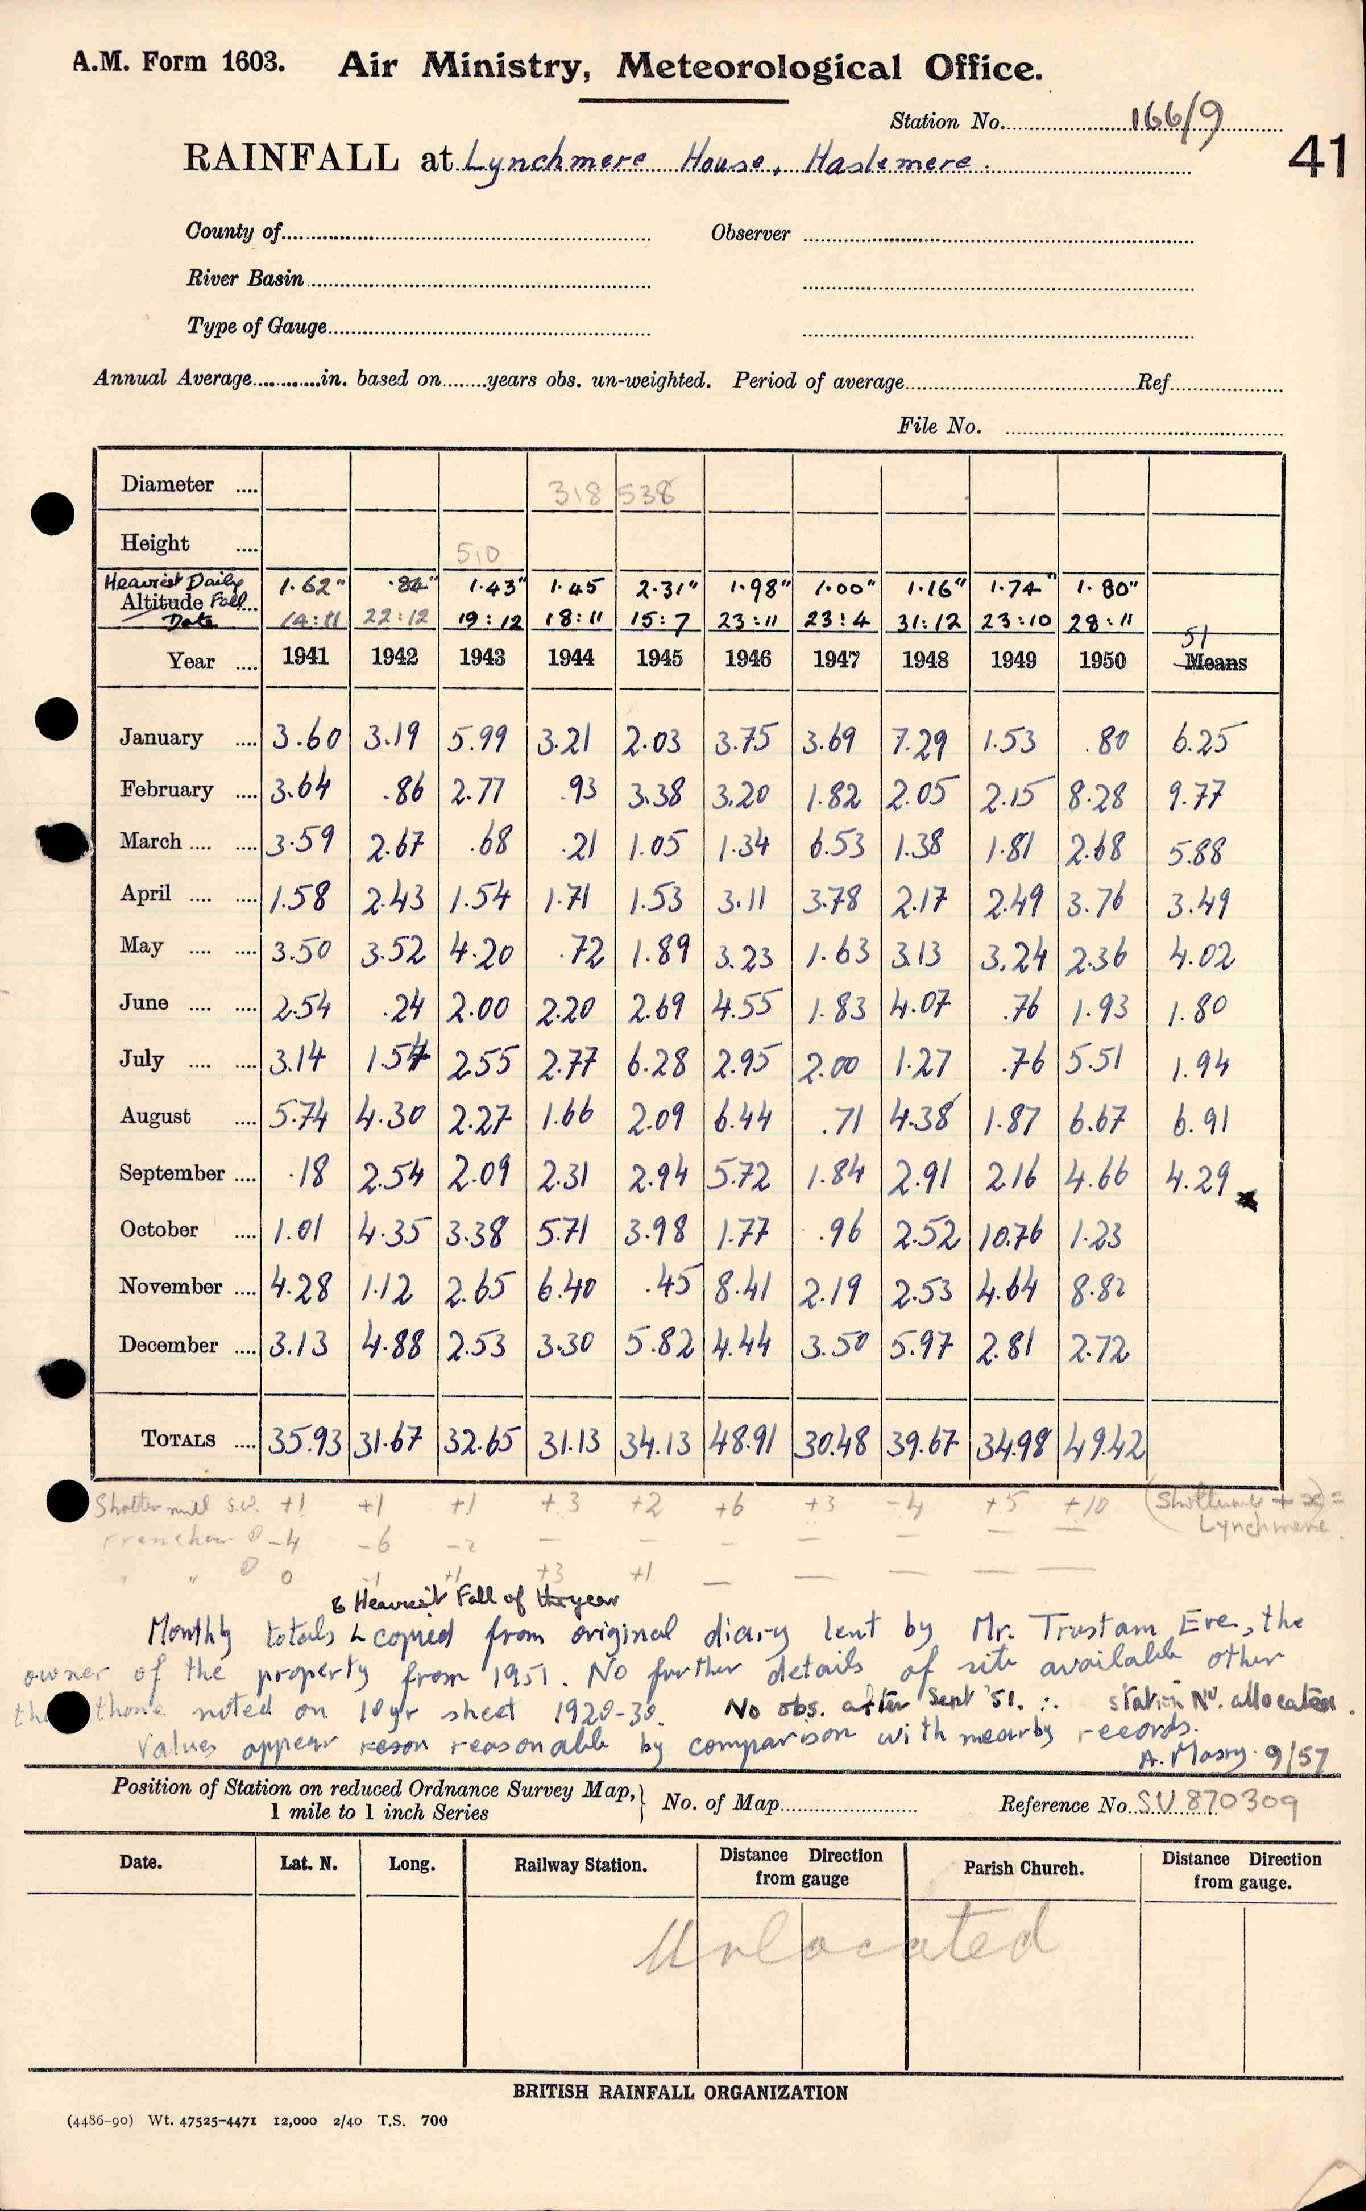 A.M. Form 1603. Air Ministry, Meteorological Office.
Station No. 166/9
RAINFALL at Lynchmere House, Haslemere.
41
County of Observer
River Basin
Type of Gauge
Annual Average in. based on years obs. un-weighted. Period of average Ref.
File No.
Diameter .... 318 538
Height .... 510
Heaviest Daily 1.62" .82" 1.43" 1.45 2.31" 1.98" 1.00" 1.16" 1.74" 1.80"
Altitude Fall
Date 14:11 22:12 19:12 18:11 15:7 23:11 23:4 31:12 23:10 28:11
Year .... 1941 1942 1943 1944 1945 1946 1947 1948 1949 1950 51 Means
January .... 3.60 3.19 5.99 3.21 2.03 3.75 3.69 7.29 1.53 .80 6.25
February .... 3.64 .86 2.77 .93 3.38 3.20 1.82 2.05 2.15 8.28 9.77
March .... .... 3.59 2.67 .68 .21 1.05 1.34 6.53 1.38 1.81 2.68 5.88
April .... .... 1.58 2.43 1.54 1.71 1.53 3.11 3.78 2.17 2.49 3.76 3.49
May .... .... 3.50 3.52 4.20 .72 1.89 3.23 1.63 3.13 3.24 2.36 4.02
June .... .... 2.54 .24 2.00 2.20 2.69 4.55 1.83 4.07 .76 1.93 1.80
July .... .... 3.14 1.57 2.55 2.77 6.28 2.95 2.00 1.27 .76 5.51 1.94
August .... 5.74 4.30 2.27 1.66 2.09 6.44 .71 4.38 1.87 6.67 6.91
September .... .18 2.54 2.09 2.31 2.94 5.72 1.84 2.91 2.16 4.66 4.29
October .... 1.01 4.35 3.38 5.71 3.98 1.77 .96 2.52 10.76 1.23
November .... 4.28 1.12 2.65 6.40 .45 8.41 2.19 2.53 4.64 8.82
December .... 3.13 4.88 2.53 3.30 5.82 4.44 3.50 5.97 2.81 2.72
TOTALS .... 35.93 31.67 32.65 31.13 34.13 48.91 30.48 39.67 34.98 49.42
Shottermill S.W. +1 +1 +1 +3 +2 +6 +3 -4 +5 +10 (Shottermill + x) =
Lynchmere
-4 -6 -2 — — — —
" " 0 -1 +1 +3 +1 — — — — —
& Heaviest Fall of the year
Monthly totals copied from original diary lent by Mr. Trustam Eve, the
owner of the property from 1951. No further details of site available other
than those noted on 10 yr sheet 1920-30. No obs. after Sept '51. ∴ station No. allocated.
Values appear reson reasonable by comparison with nearby records.
A. Massy 9/57
Position of Station on reduced Ordnance Survey Map, 1 mile to 1 inch Series } No. of Map Reference No. SU 870309
Date. Lat. N. Long. Railway Station. Distance from gauge Direction Parish Church. Distance Direction from gauge.
Unlocated
BRITISH RAINFALL ORGANIZATION
(4486-90) Wt. 47525-4471 12,000 2/40 T.S. 700